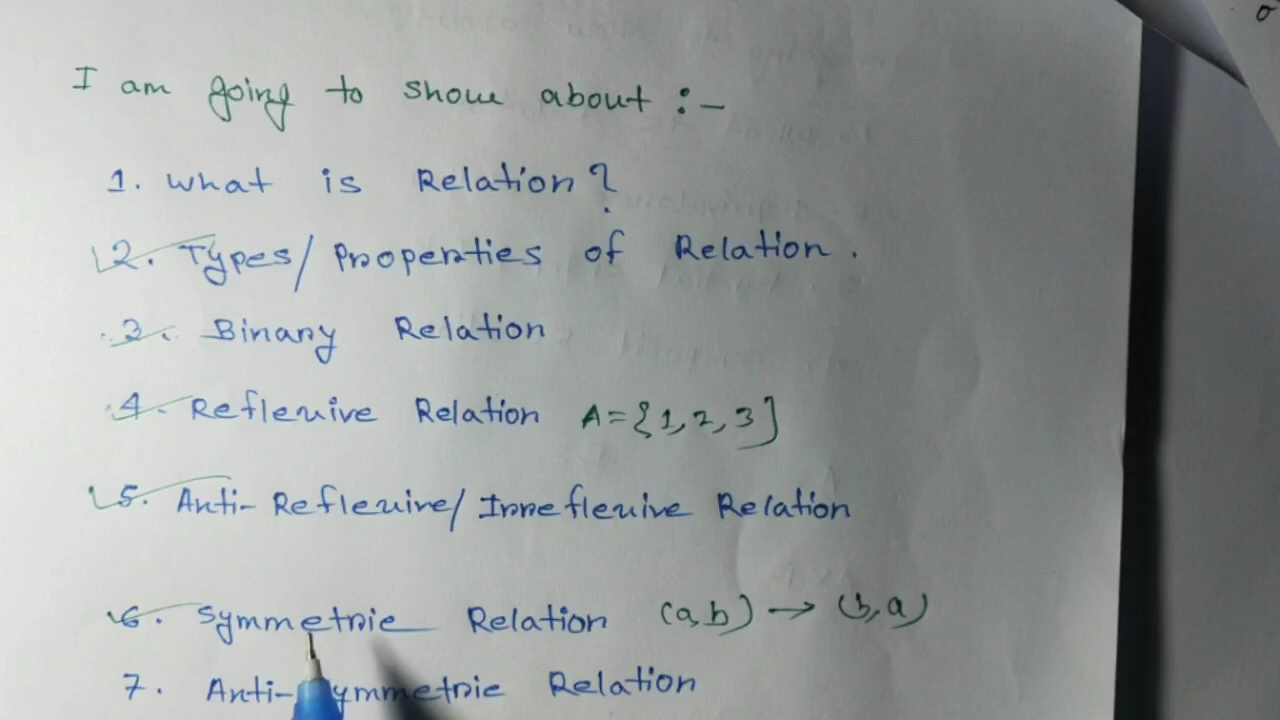 I am going to show about :-
1. What is Relation?
2. Types/ Properties of Relation.
3. Binary Relation
4. Reflexive Relation A={1,2,3}
5. Anti-Reflexive/ Irreflexive Relation
6. Symmetric Relation (a,b) → (b,a)
7. Anti-Symmetric Relation